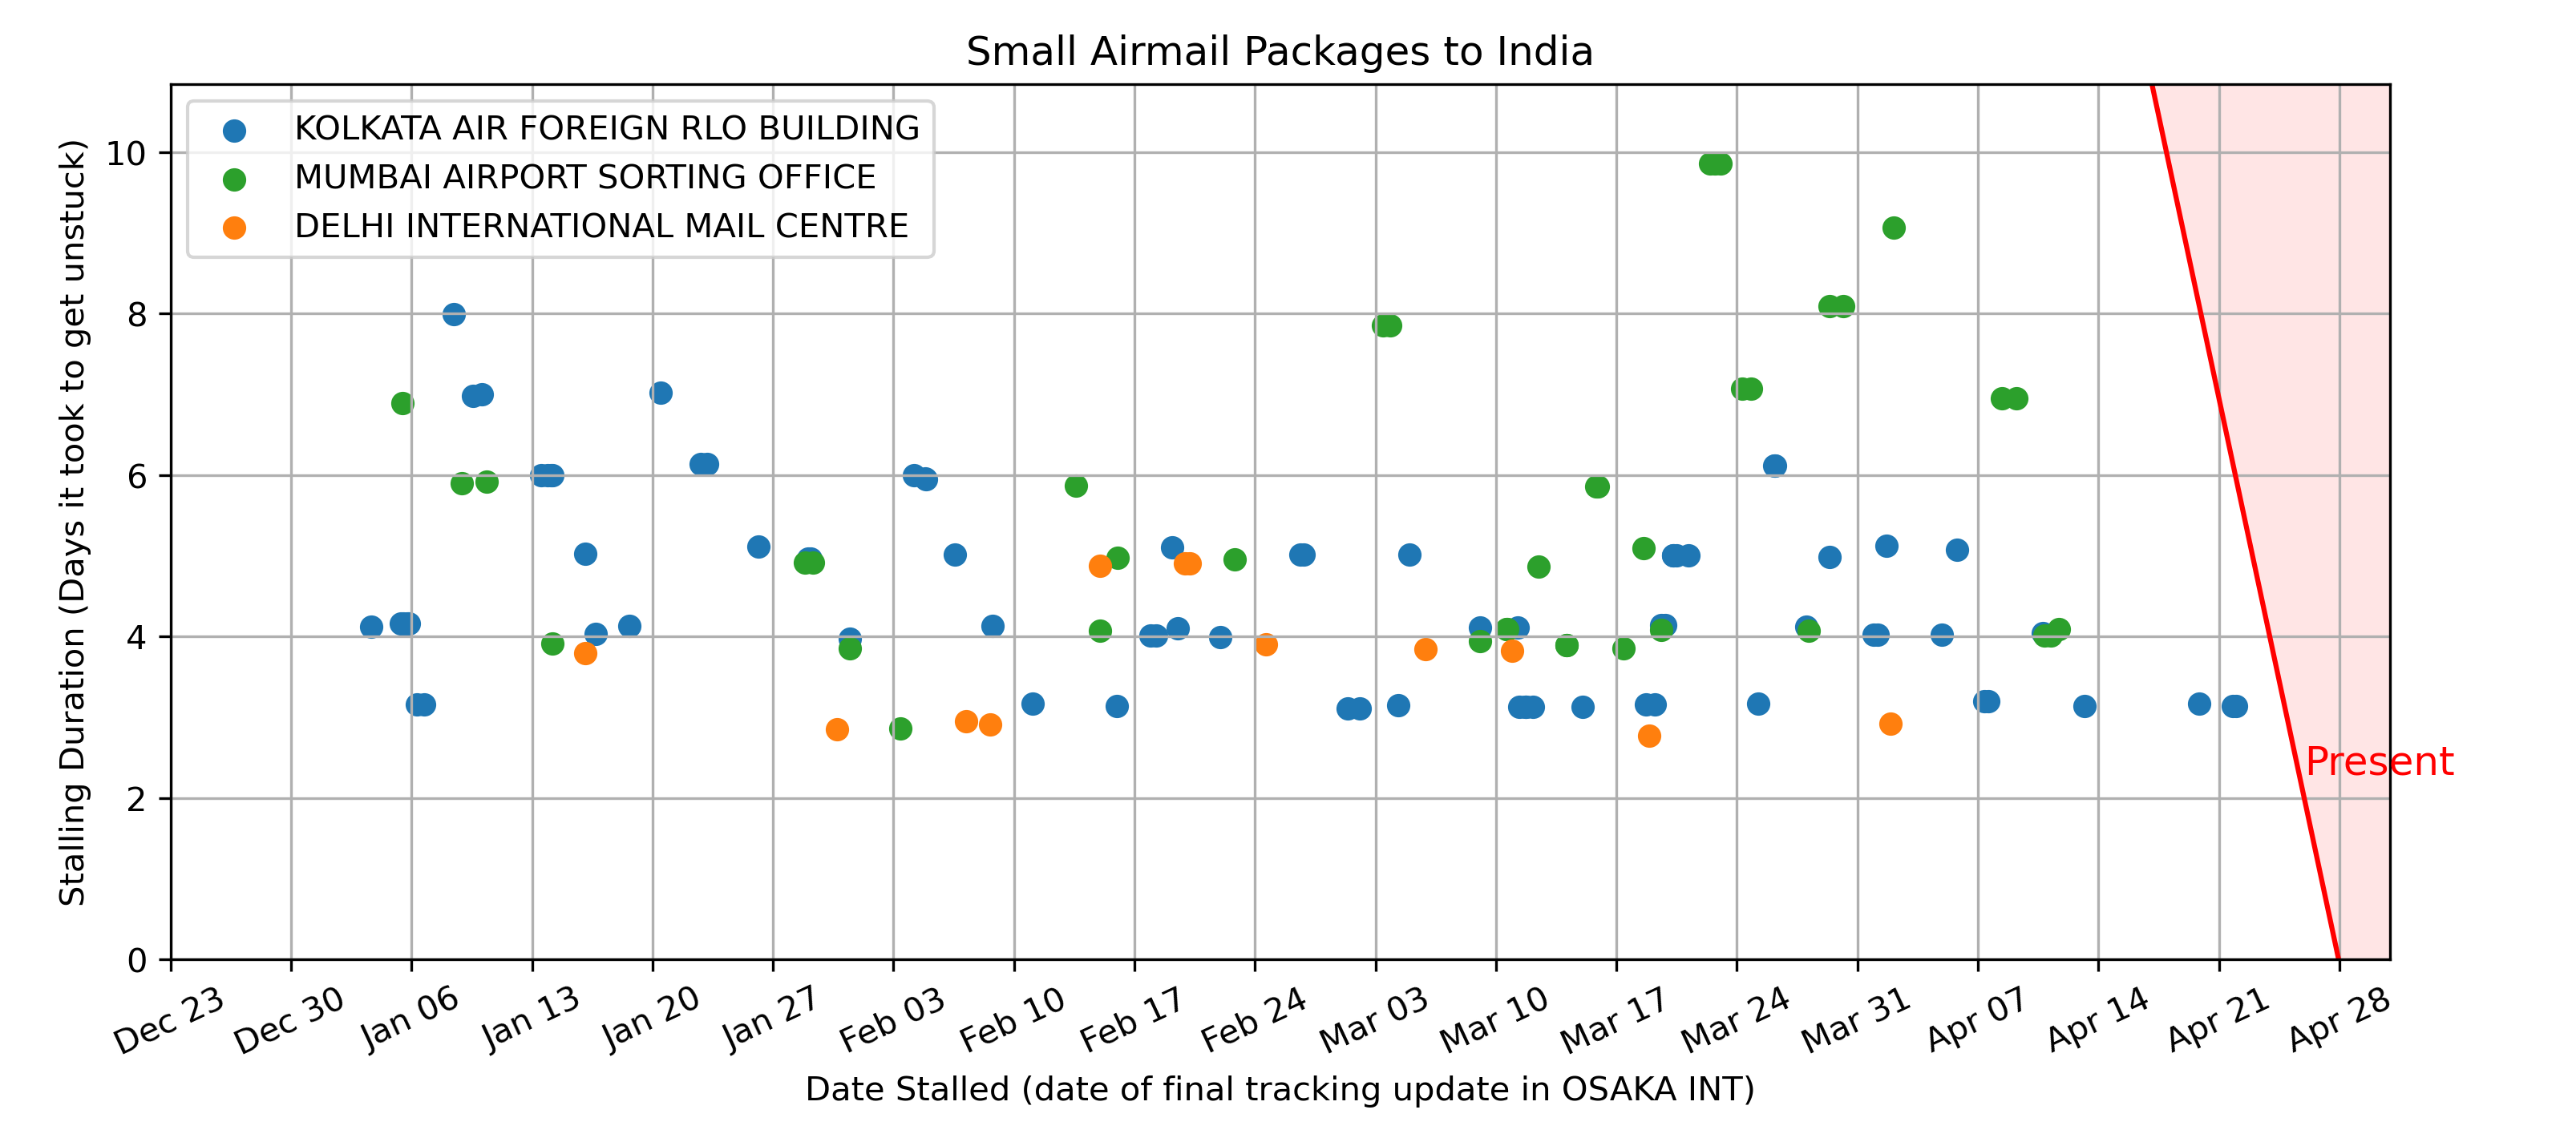 Small Airmail Packages to India
KOLKATA AIR FOREIGN RLO BUILDING
MUMBAI AIRPORT SORTING OFFICE
DELHI INTERNATIONAL MAIL CENTRE
Stalling Duration (Days it took to get unstuck)
10
8
6
4
2
0
Present
Dec 23
Dec 30
Jan 06
Jan 13
Jan 20
Jan 27
Feb 03
Feb 10
Feb 17
Feb 24
Mar 03
Mar 10
Mar 17
Mar 24
Mar 31
Apr 07
Apr 14
Apr 21
Apr 28
Date Stalled (date of final tracking update in OSAKA INT)